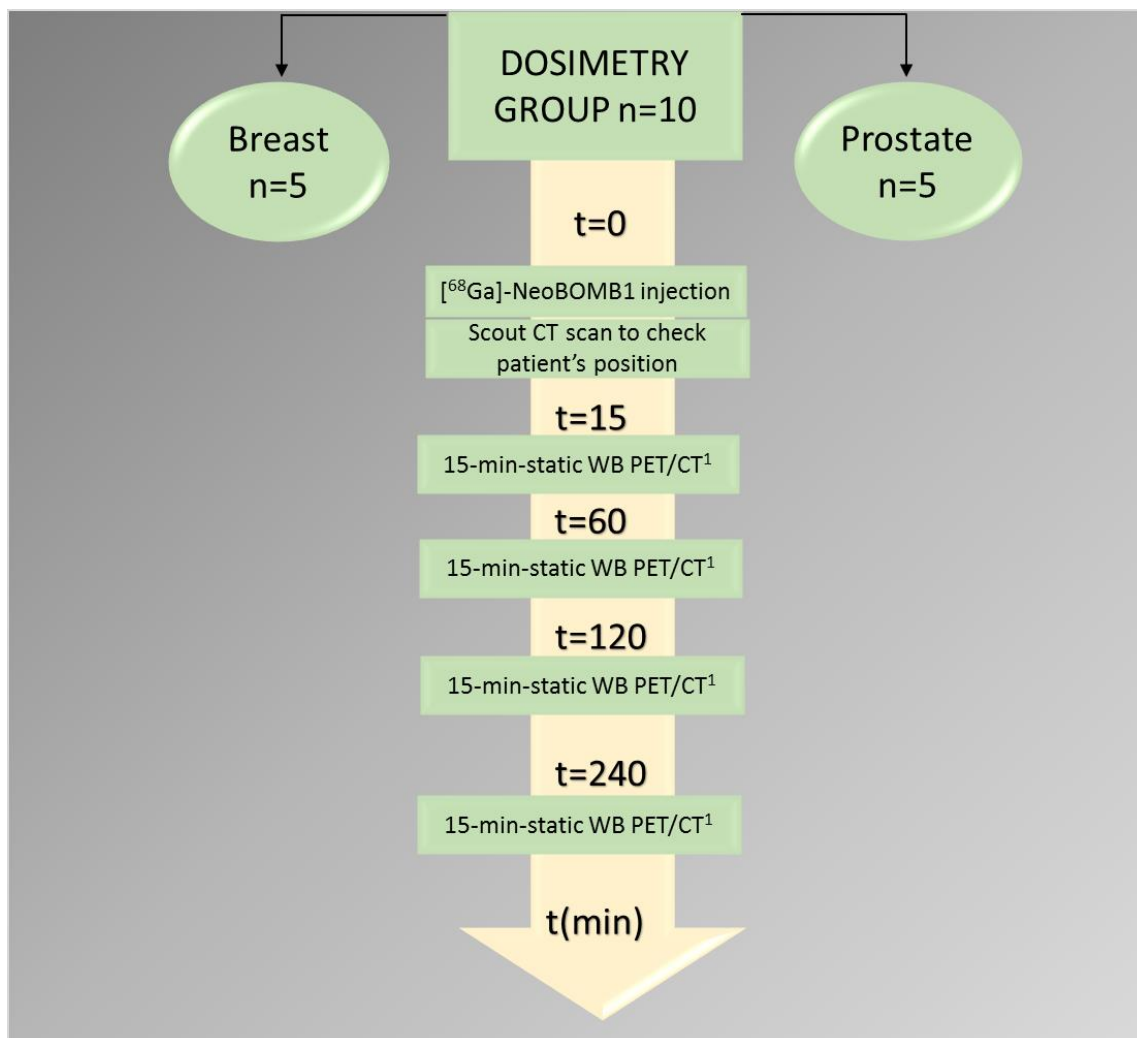 DOSIMETRY
GROUP n=10
Breast
n=5
Prostate
n=5
t=0
[⁶⁸Ga]-NeoBOMB1 injection
Scout CT scan to check
patient’s position
t=15
15-min-static WB PET/CT¹
t=60
15-min-static WB PET/CT¹
t=120
15-min-static WB PET/CT¹
t=240
15-min-static WB PET/CT¹
t(min)